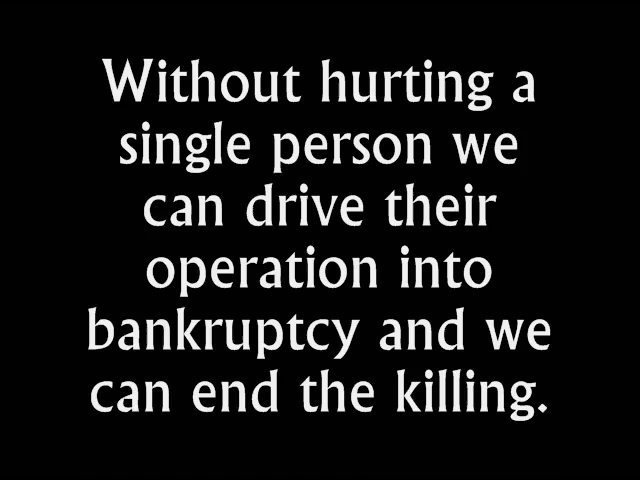 Without hurting a
single person we
can drive their
operation into
bankruptcy and we
can end the killing.